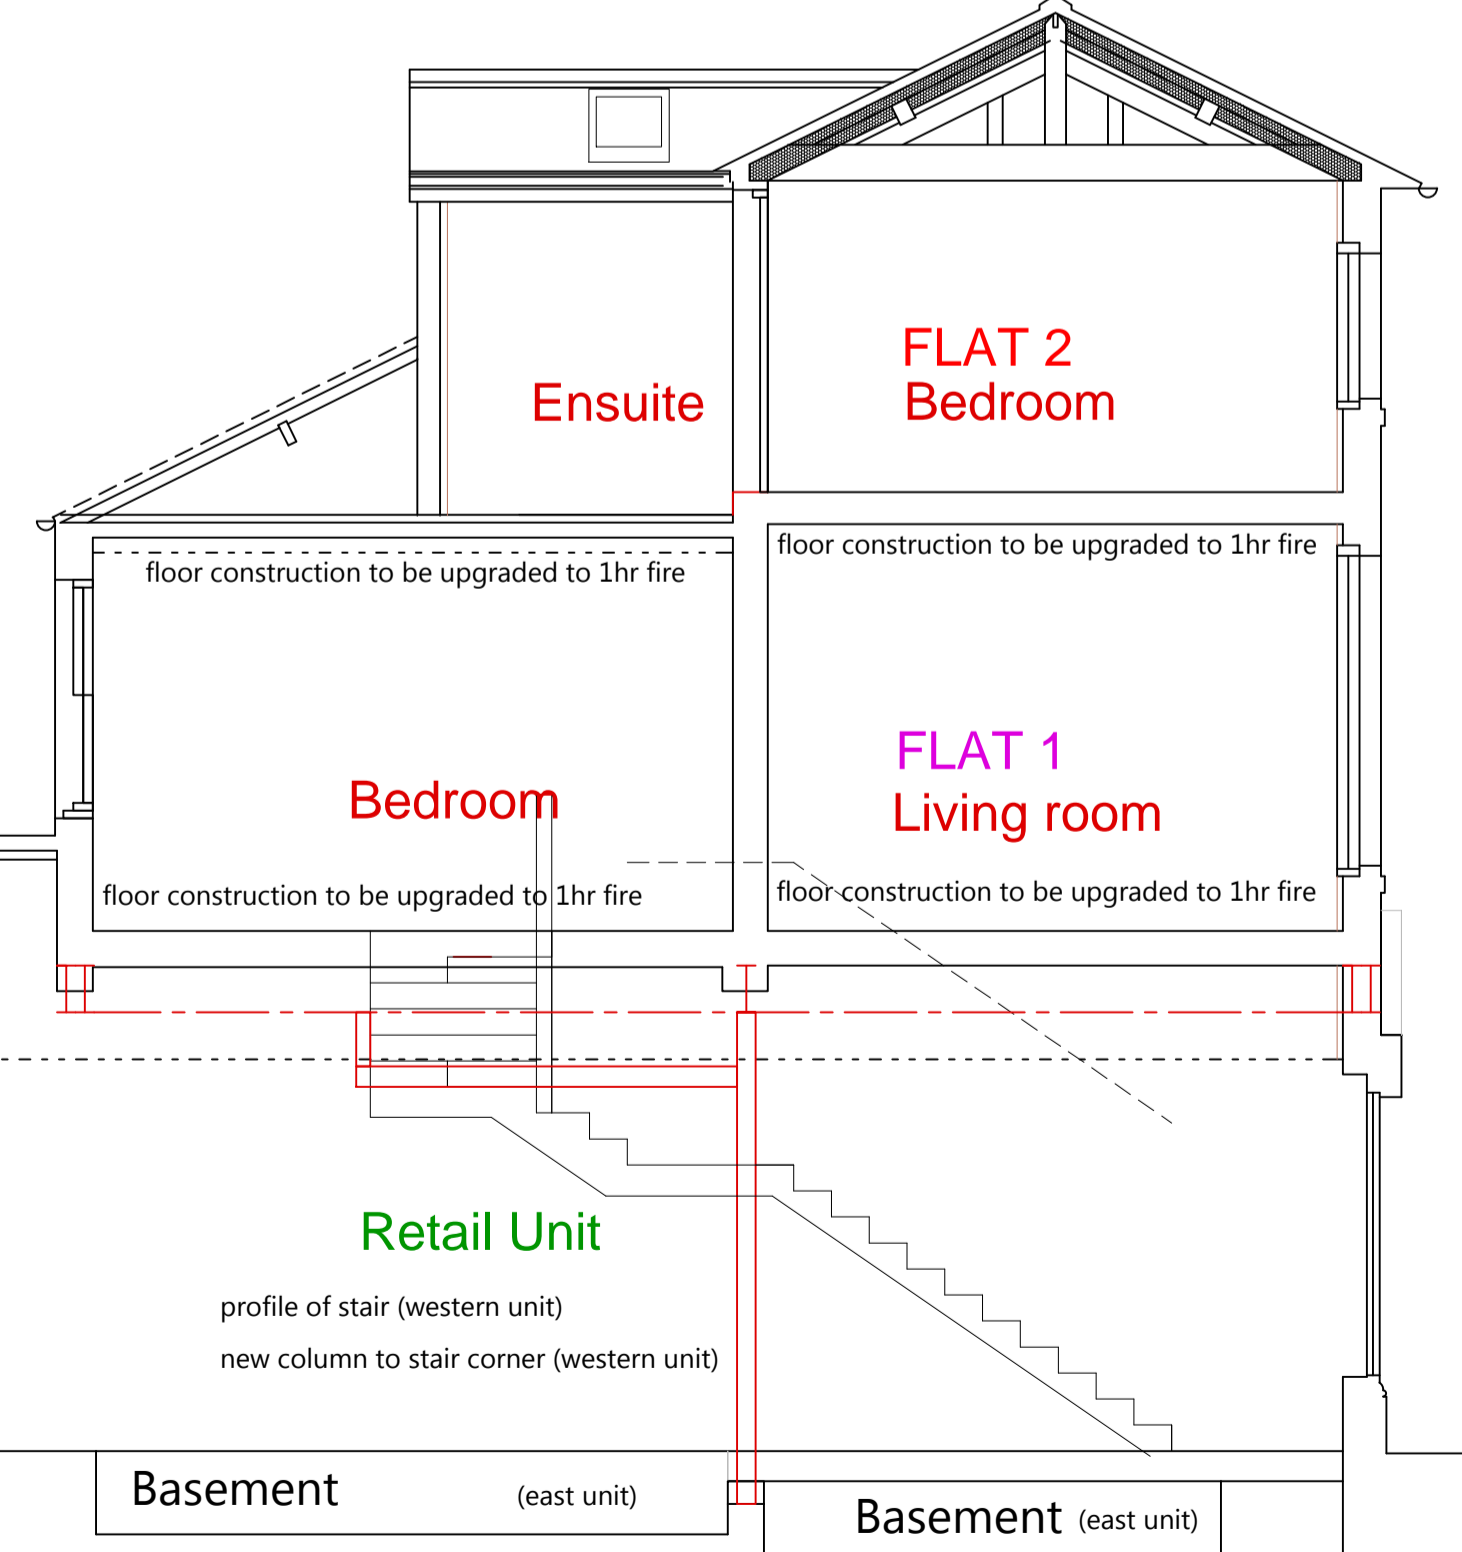 FLAT 2
Ensuite
Bedroom
floor construction to be upgraded to 1hr fire
floor construction to be upgraded to 1hr fire
FLAT 1
Bedroom
Living room
floor construction to be upgraded to 1hr fire
floor construction to be upgraded to 1hr fire
Retail Unit
profile of stair (western unit)
new column to stair corner (western unit)
Basement (east unit)
Basement (east unit)